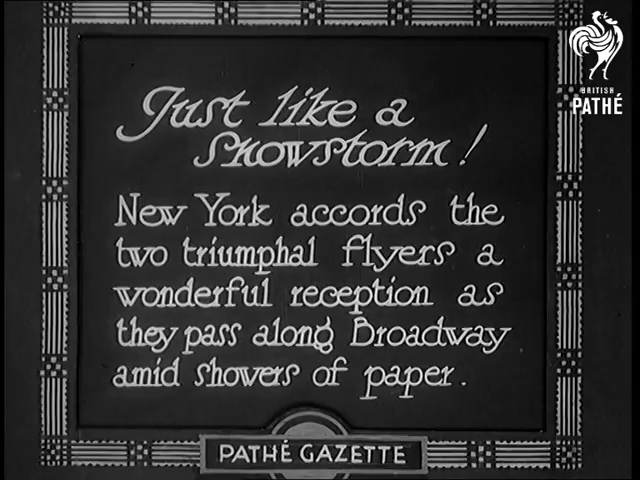 BRITISH
PATHÉ
Just like a
Snowstorm!
New York accords the
two triumphal flyers a
wonderful reception as
they pass along Broadway
amid showers of paper.
PATHÉ GAZETTE